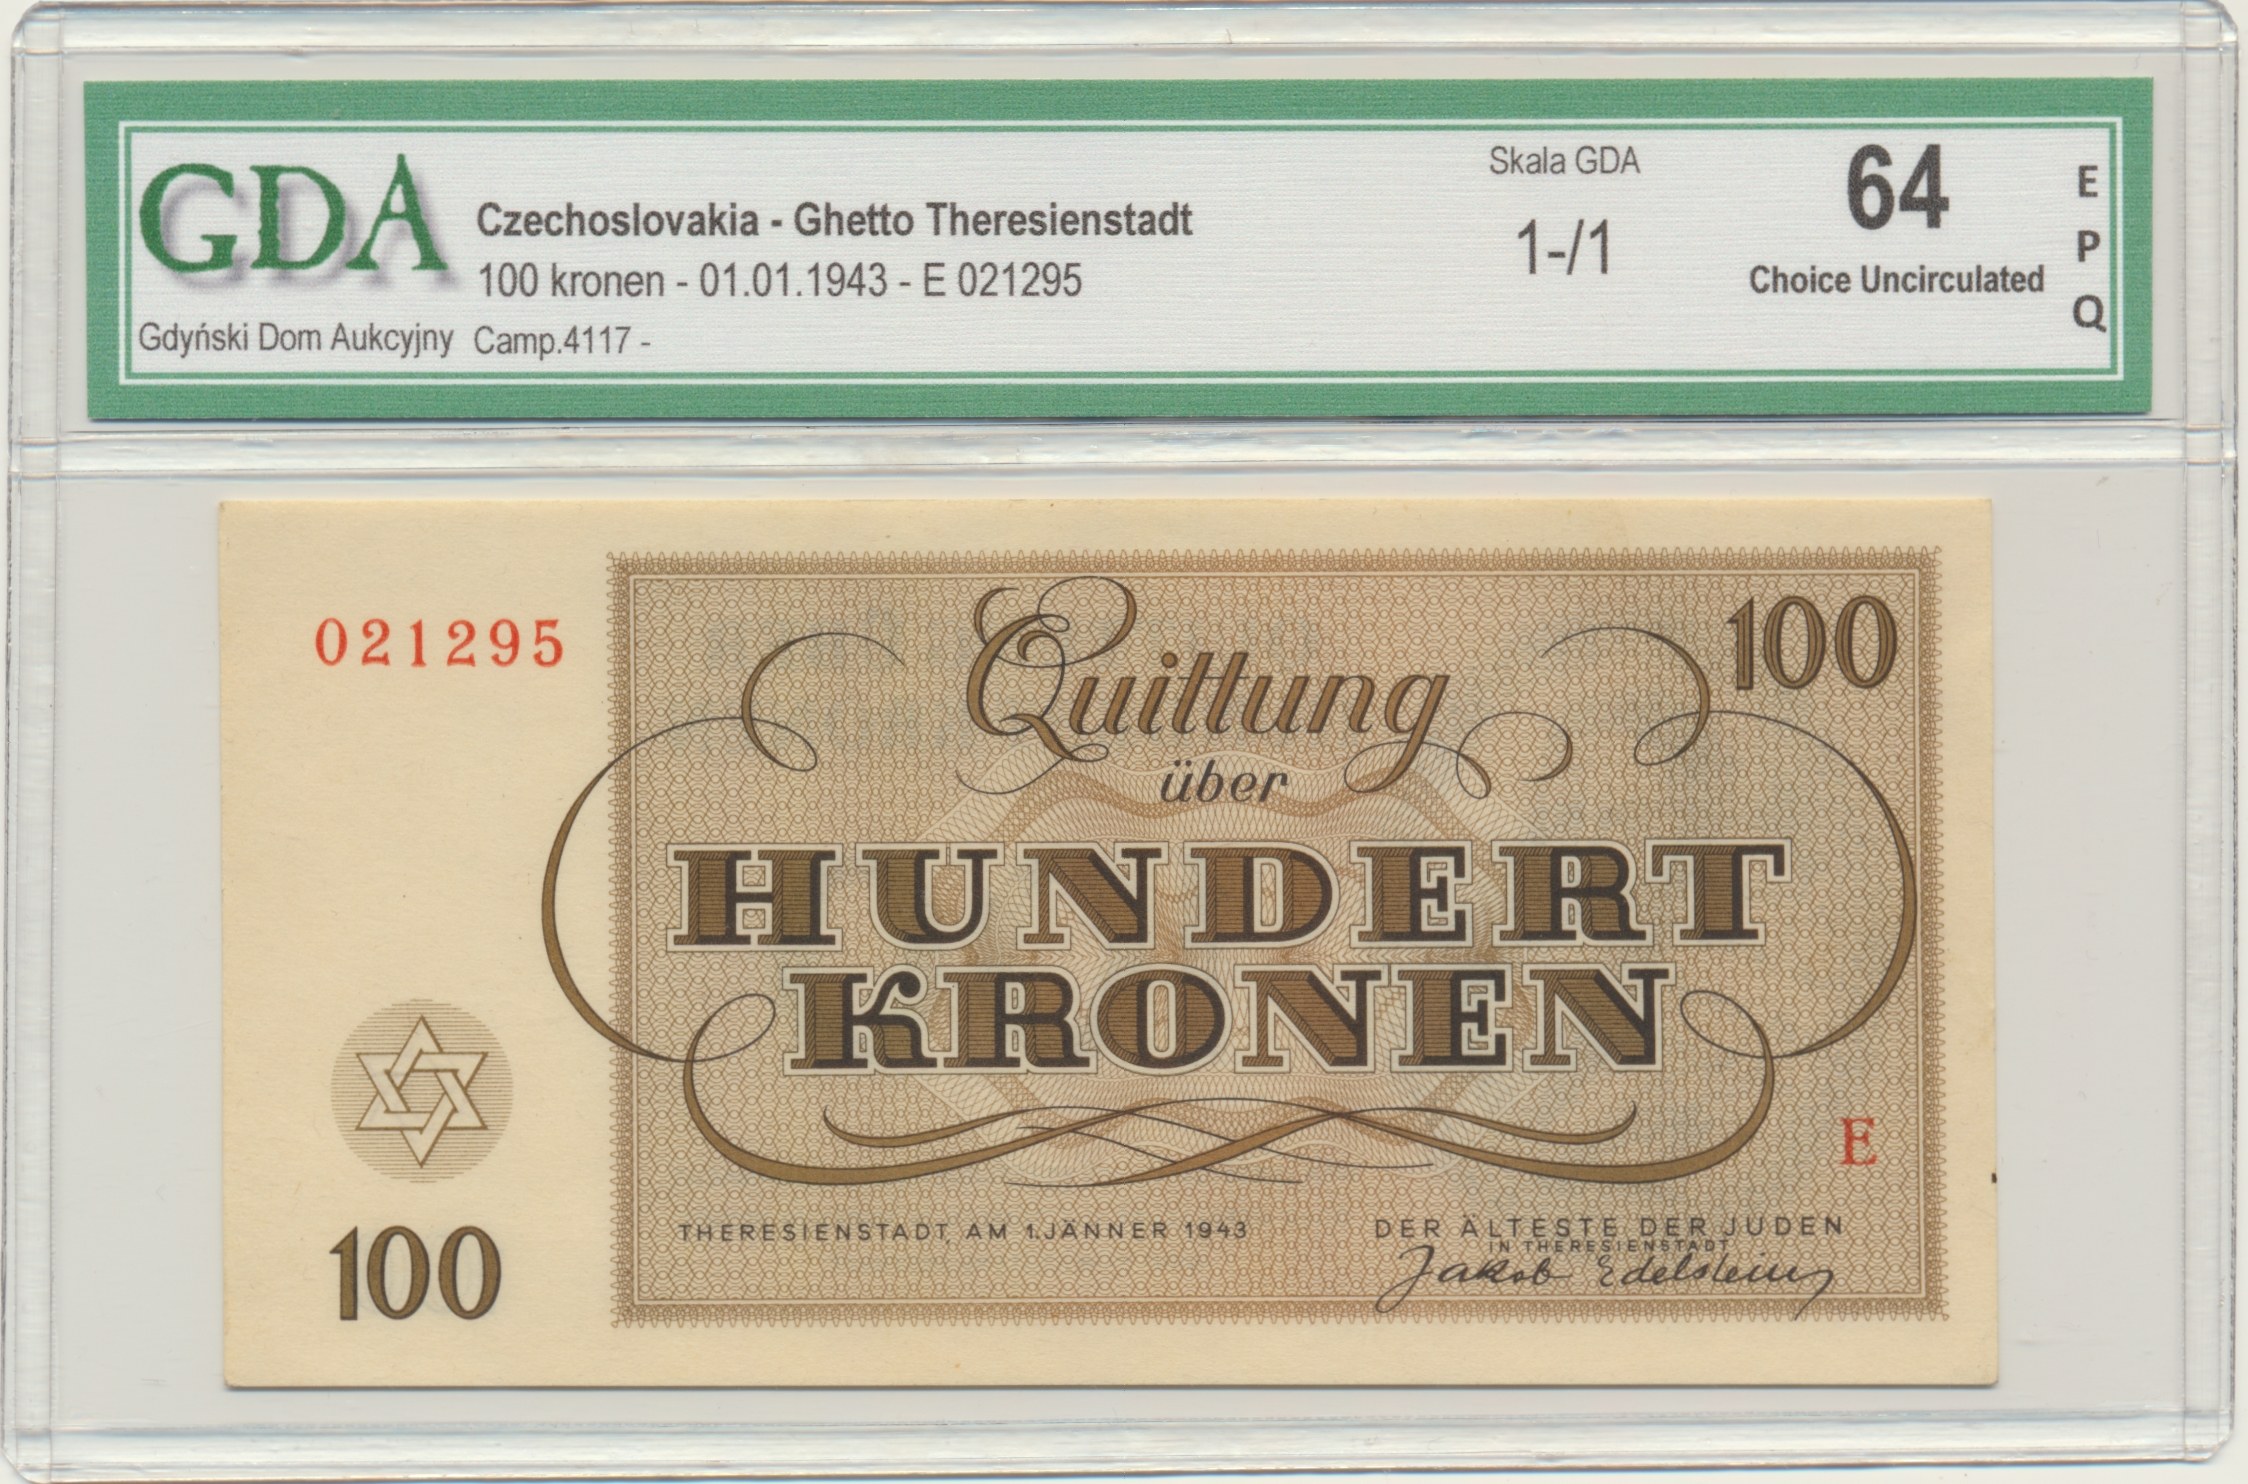 GDA
Gdyński Dom Aukcyjny
Czechoslovakia - Ghetto Theresienstadt
100 kronen - 01.01.1943 - E 021295
Camp.4117 -
Skala GDA
1-/1
64
Choice Uncirculated
E
P
Q
021295
100
Quittung
über
HUNDERT
KRONEN
E
100
THERESIENSTADT, AM 1. JÄNNER 1943
DER ÄLTESTE DER JUDEN
IN THERESIENSTADT
Jakob Edelstein